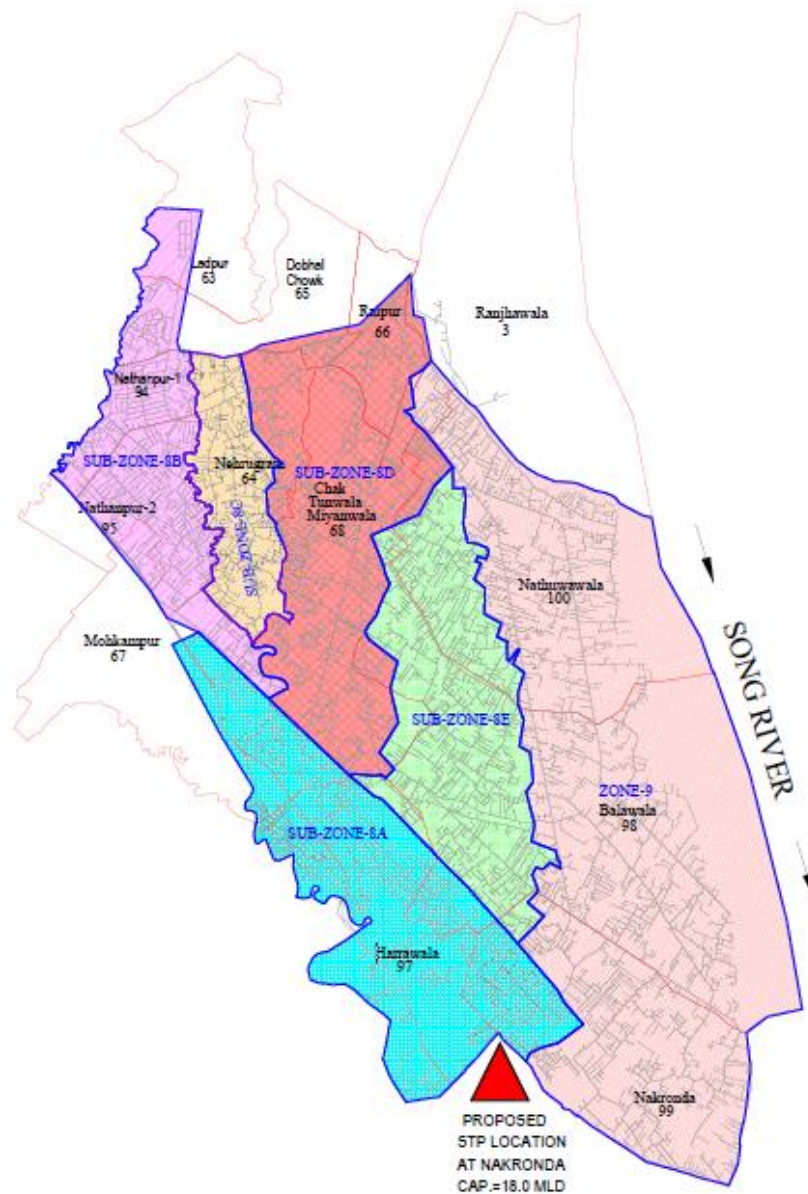 Ladpur
63
Dobhal
Chowk
65
Raipur
66
Ranjhawala
3
Nathanpur-1
94
SUB-ZONE-8B
Nehrugram
64
SUB-ZONE-8D
Chak
Tunwala
Miyanwala
68
Nathanpur-2
95
SUB-ZONE-8C
Nathuwawala
100
Mohkampur
67
SONG RIVER
SUB-ZONE-8E
ZONE-9
Balawala
98
SUB-ZONE-8A
Harrawala
97
Nakronda
99
PROPOSED
STP LOCATION
AT NAKRONDA
CAP.=18.0 MLD